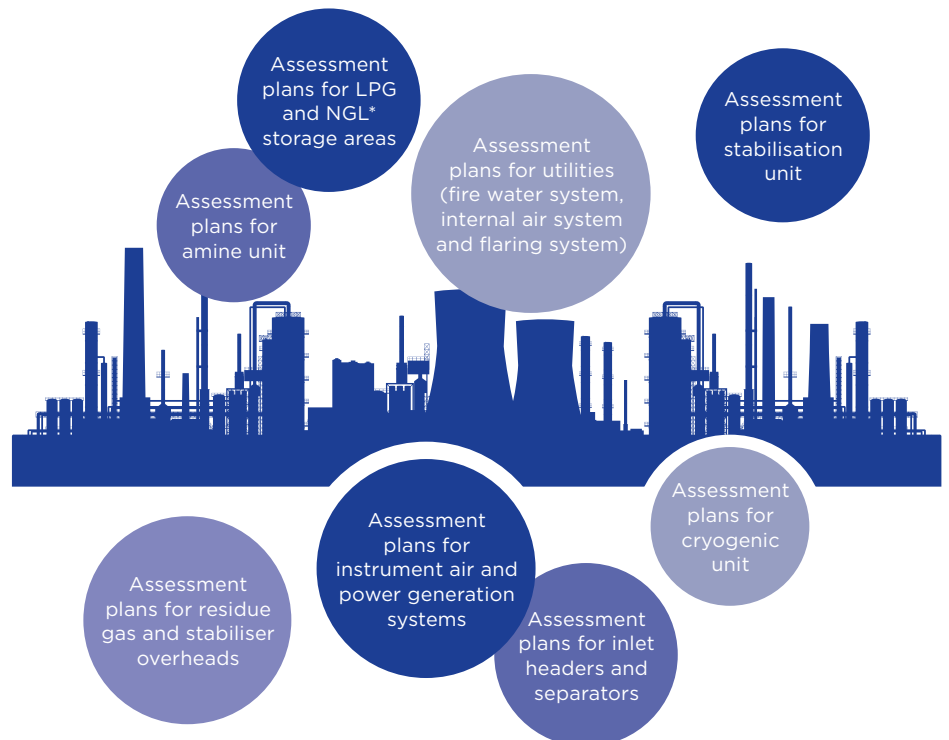 Assessment
plans for LPG
and NGL*
storage areas
Assessment
plans for utilities
(fire water system,
internal air system
and flaring system)
Assessment
plans for
stabilisation
unit
Assessment
plans for
amine unit
Assessment
plans for
cryogenic
unit
Assessment
plans for
instrument air and
power generation
systems
Assessment
plans for residue
gas and stabiliser
overheads
Assessment
plans for inlet
headers and
separators